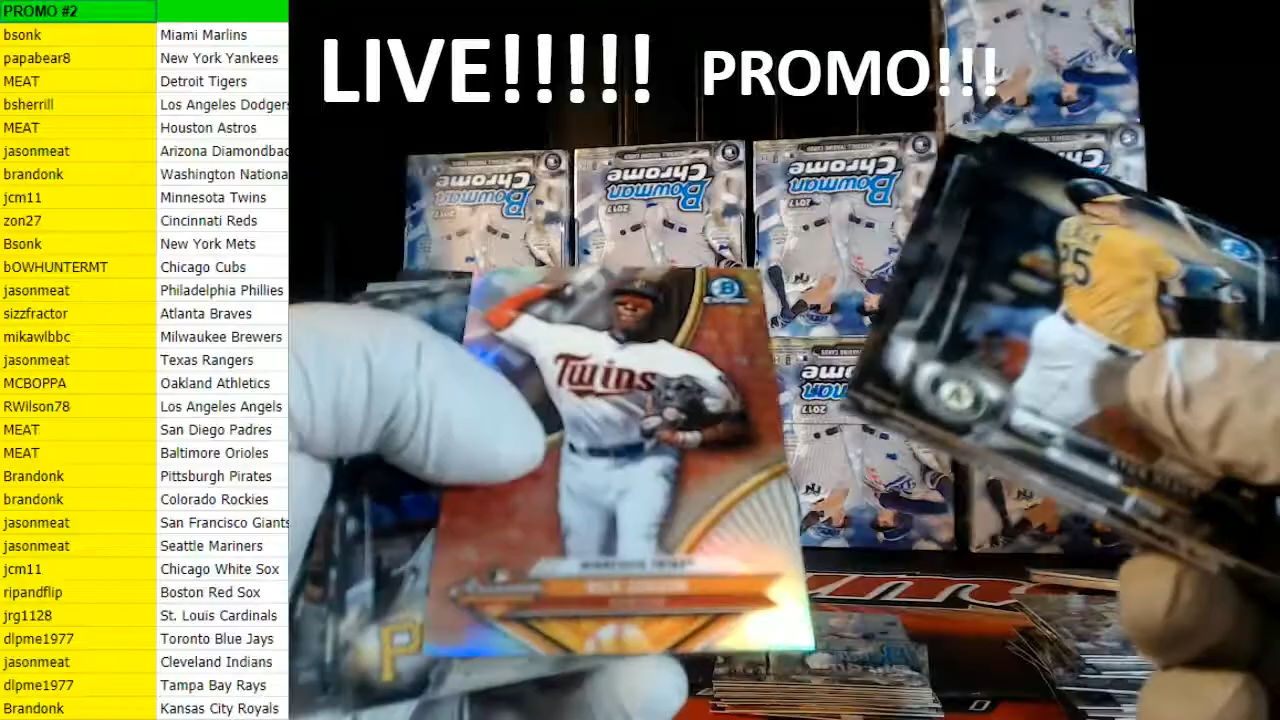 PROMO #2
bsonk Miami Marlins
papabear8 New York Yankees
MEAT Detroit Tigers
bsherrill Los Angeles Dodgers
MEAT Houston Astros
jasonmeat Arizona Diamondbac
brandonk Washington Nationa
jcm11 Minnesota Twins
zon27 Cincinnati Reds
Bsonk New York Mets
bOWHUNTERMT Chicago Cubs
jasonmeat Philadelphia Phillies
sizzfractor Atlanta Braves
mikawlbbc Milwaukee Brewers
jasonmeat Texas Rangers
MCBOPPA Oakland Athletics
RWilson78 Los Angeles Angels
MEAT San Diego Padres
MEAT Baltimore Orioles
Brandonk Pittsburgh Pirates
brandonk Colorado Rockies
jasonmeat San Francisco Giants
jasonmeat Seattle Mariners
jcm11 Chicago White Sox
ripandflip Boston Red Sox
jrg1128 St. Louis Cardinals
dlpme1977 Toronto Blue Jays
jasonmeat Cleveland Indians
dlpme1977 Tampa Bay Rays
Brandonk Kansas City Royals
LIVE!!!!! PROMO!!!
Bowman
Chrome
2017
Bowman
Chrome
2017
Bowman
Chrome
2017
Chrome
2017
Twins
MINNESOTA TWINS
25
A
P
B